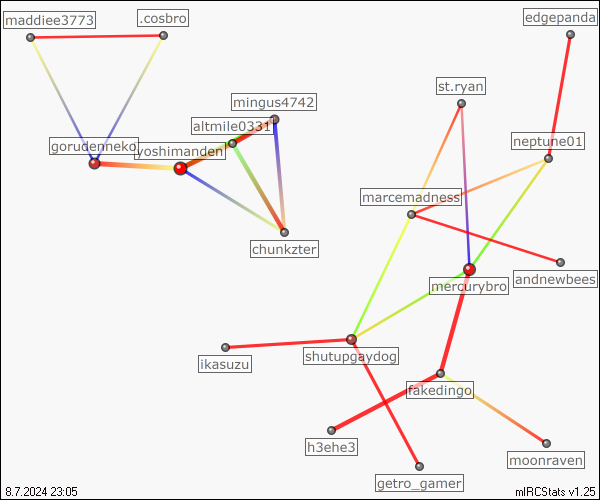 edgepanda
maddiee3773
.cosbro
st.ryan
mingus4742
altmile0331
neptune01
gorudenneko
yoshimanden
marcemadness
chunkzter
andnewbees
mercurybro
shutupgaydog
ikasuzu
fakedingo
h3ehe3
moonraven
getro_gamer
8.7.2024 23:05
mIRCStats v1.25